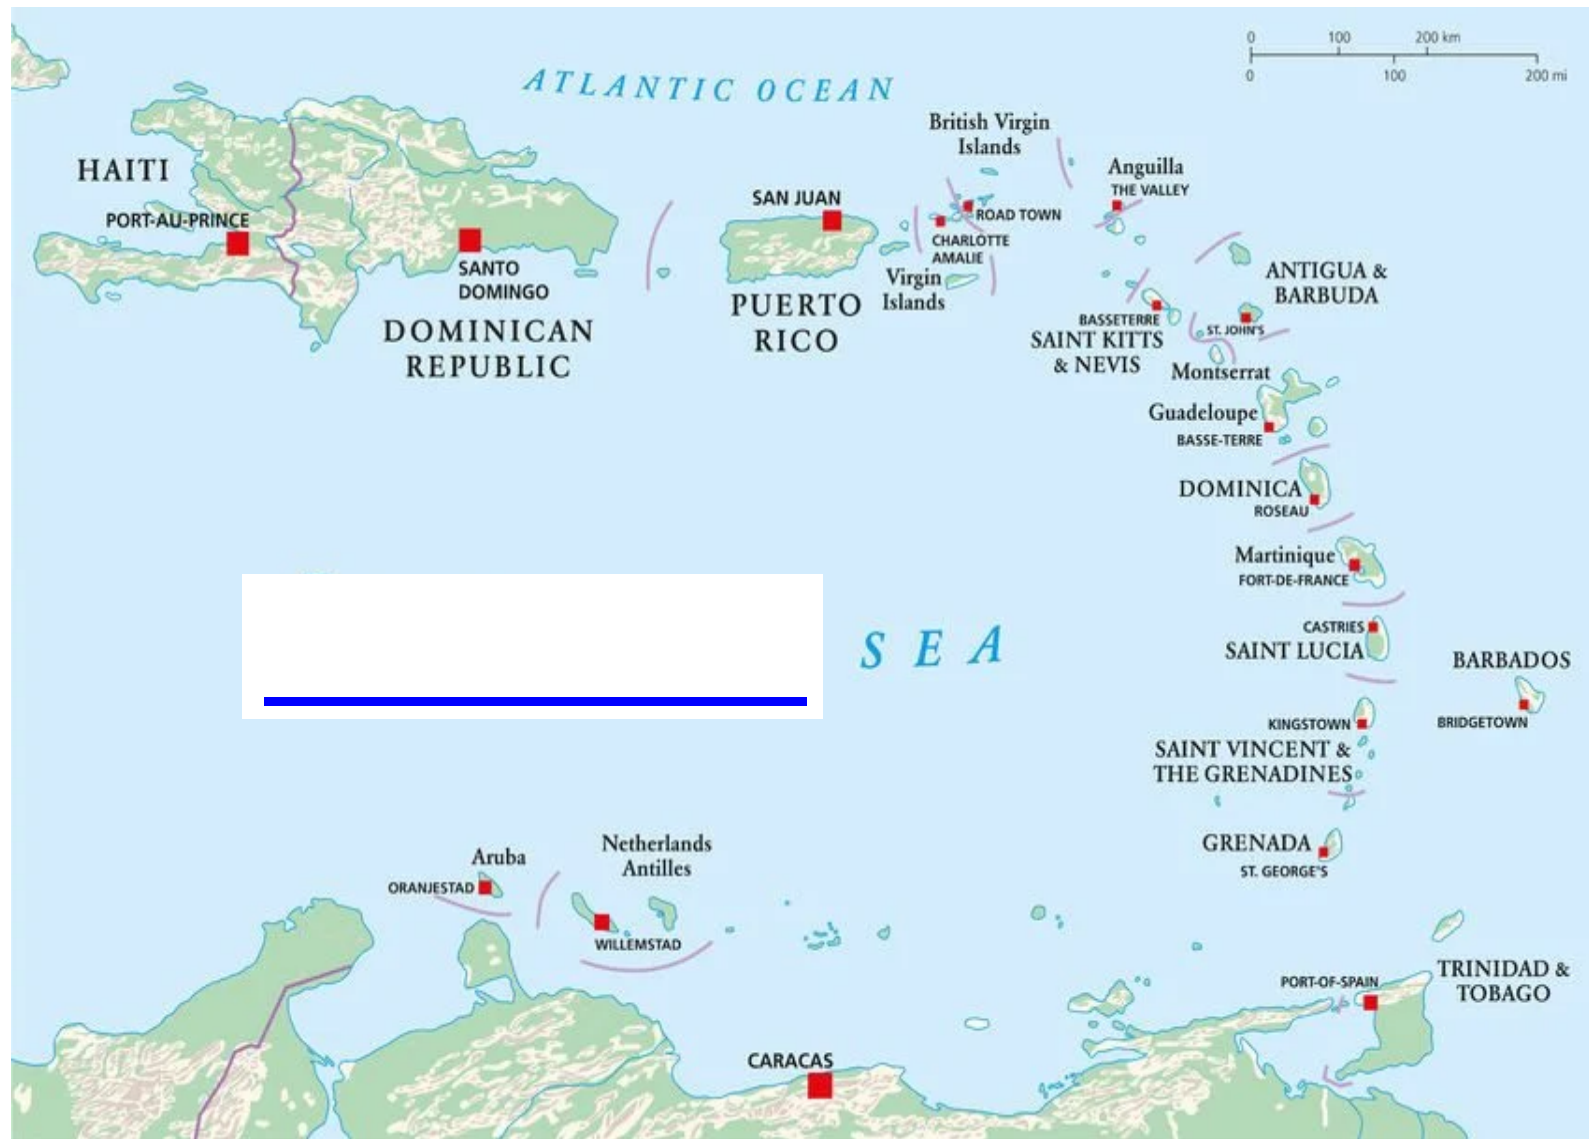 0 100 200 km
0 100 200 mi
ATLANTIC OCEAN
British Virgin
Islands
Anguilla
THE VALLEY
HAITI
PORT-AU-PRINCE
SAN JUAN
ROAD TOWN
CHARLOTTE
AMALIE
Virgin
Islands
SANTO
DOMINGO
DOMINICAN
REPUBLIC
PUERTO
RICO
ANTIGUA &
BARBUDA
BASSETERRE
ST. JOHN'S
SAINT KITTS
& NEVIS
Montserrat
Guadeloupe
BASSE-TERRE
DOMINICA
ROSEAU
Martinique
FORT-DE-FRANCE
SEA
CASTRIES
SAINT LUCIA
BARBADOS
BRIDGETOWN
KINGSTOWN
SAINT VINCENT &
THE GRENADINES
GRENADA
ST. GEORGE'S
Aruba
ORANJESTAD
Netherlands
Antilles
WILLEMSTAD
PORT-OF-SPAIN
TRINIDAD &
TOBAGO
CARACAS